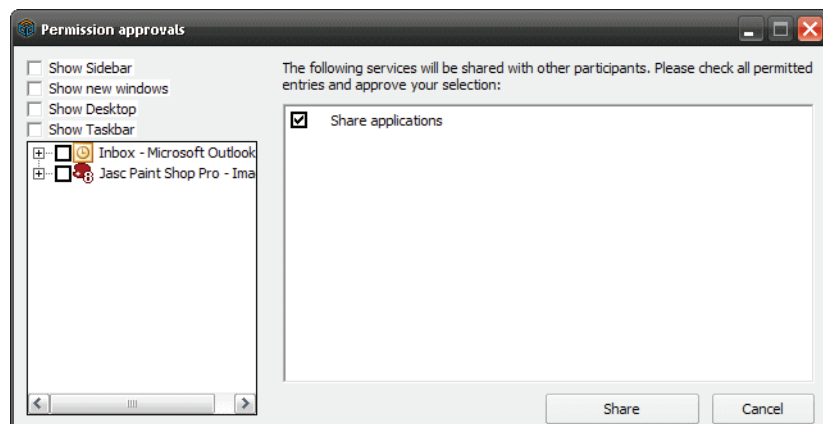 Permission approvals
Show Sidebar
Show new windows
Show Desktop
Show Taskbar
Inbox - Microsoft Outlook
Jasc Paint Shop Pro - Ima
The following services will be shared with other participants. Please check all permitted
entries and approve your selection:
Share applications
Share
Cancel